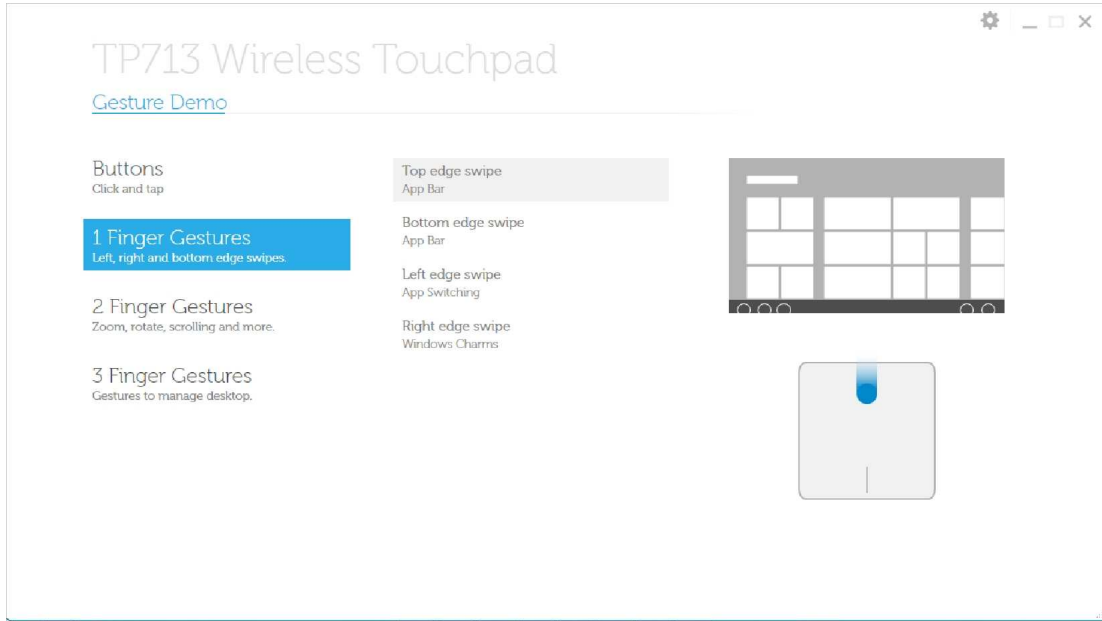 TP713 Wireless Touchpad
Gesture Demo
Buttons
Click and tap
1 Finger Gestures
Left, right and bottom edge swipes.
2 Finger Gestures
Zoom, rotate, scrolling and more.
3 Finger Gestures
Gestures to manage desktop.
Top edge swipe
App Bar
Bottom edge swipe
App Bar
Left edge swipe
App Switching
Right edge swipe
Windows Charms